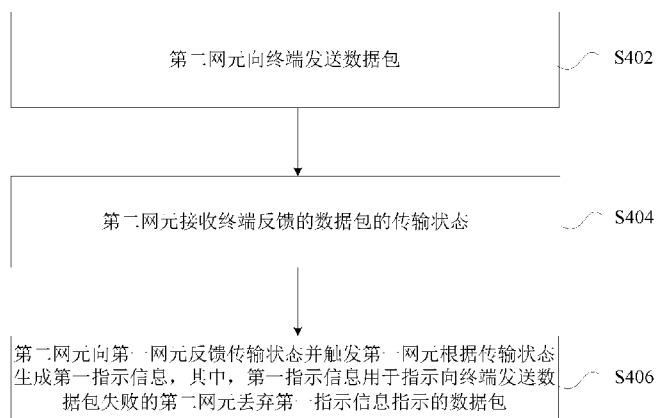 第二网元向终端发送数据包
S402
第二网元接收终端反馈的数据包的传输状态
S404
第二网元向第一网元反馈传输状态并触发第一网元根据传输状态
生成第一指示信息，其中，第一指示信息用于指示向终端发送数
据包失败的第二网元丢弃第一指示信息指示的数据包
S406